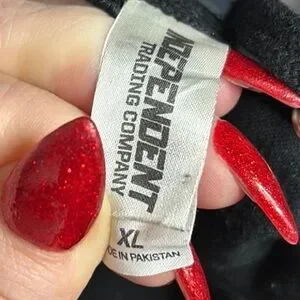 NDEPENDENT
TRADING COMPANY
XL
DE IN PAKISTAN